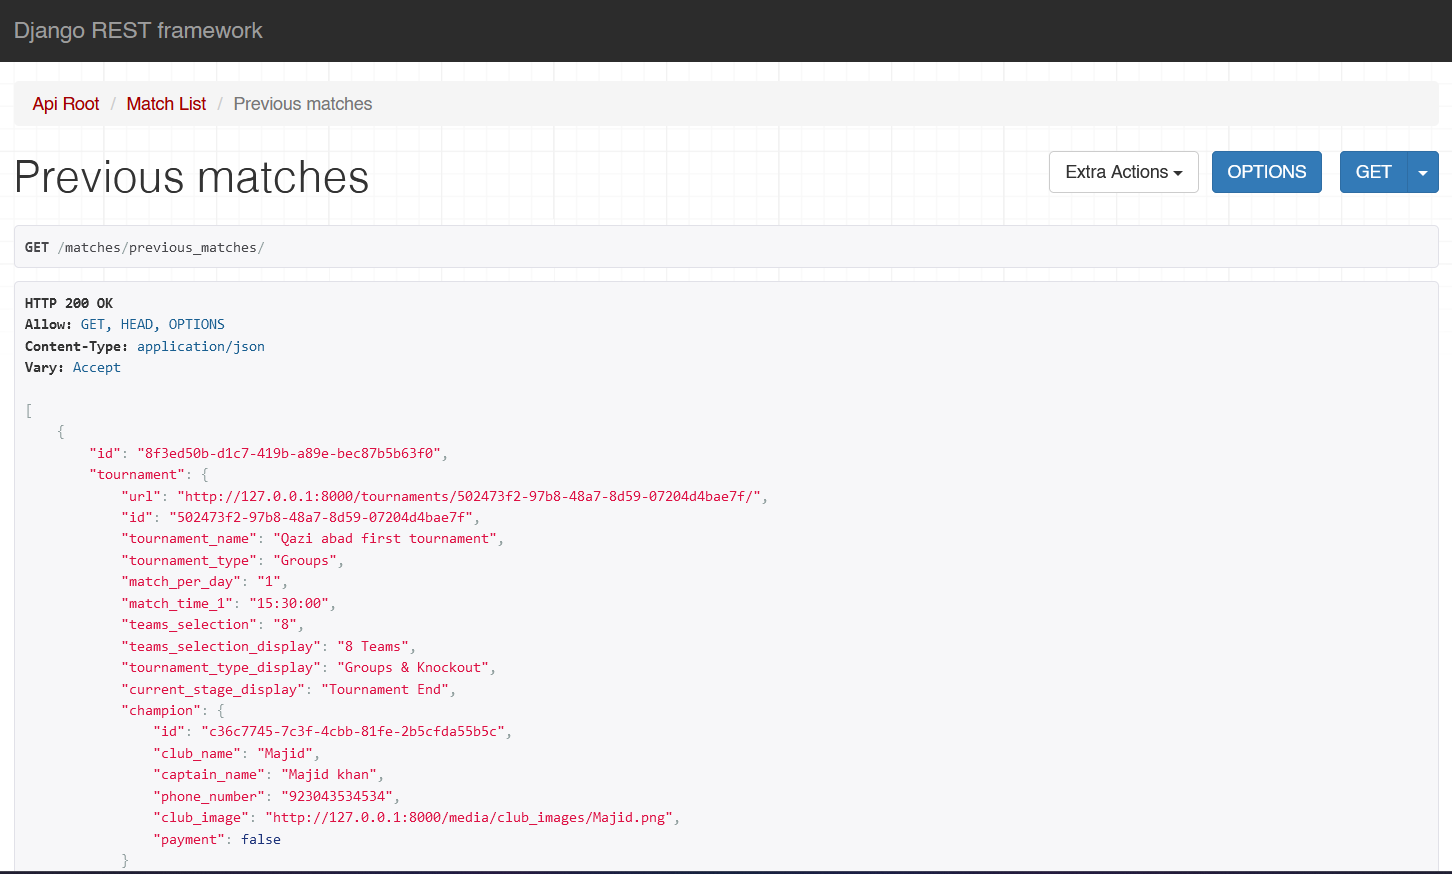 Django REST framework
Api Root / Match List / Previous matches
Previous matches
Extra Actions OPTIONS GET
GET /matches/previous_matches/
HTTP 200 OK
Allow: GET, HEAD, OPTIONS
Content-Type: application/json
Vary: Accept
[
{
"id": "8f3ed50b-d1c7-419b-a89e-bec87b5b63f0",
"tournament": {
"url": "http://127.0.0.1:8000/tournaments/502473f2-97b8-48a7-8d59-07204d4bae7f/",
"id": "502473f2-97b8-48a7-8d59-07204d4bae7f",
"tournament_name": "Qazi abad first tournament",
"tournament_type": "Groups",
"match_per_day": "1",
"match_time_1": "15:30:00",
"teams_selection": "8",
"teams_selection_display": "8 Teams",
"tournament_type_display": "Groups & Knockout",
"current_stage_display": "Tournament End",
"champion": {
"id": "c36c7745-7c3f-4cbb-81fe-2b5cfda55b5c",
"club_name": "Majid",
"captain_name": "Majid khan",
"phone_number": "923043534534",
"club_image": "http://127.0.0.1:8000/media/club_images/Majid.png",
"payment": false
}